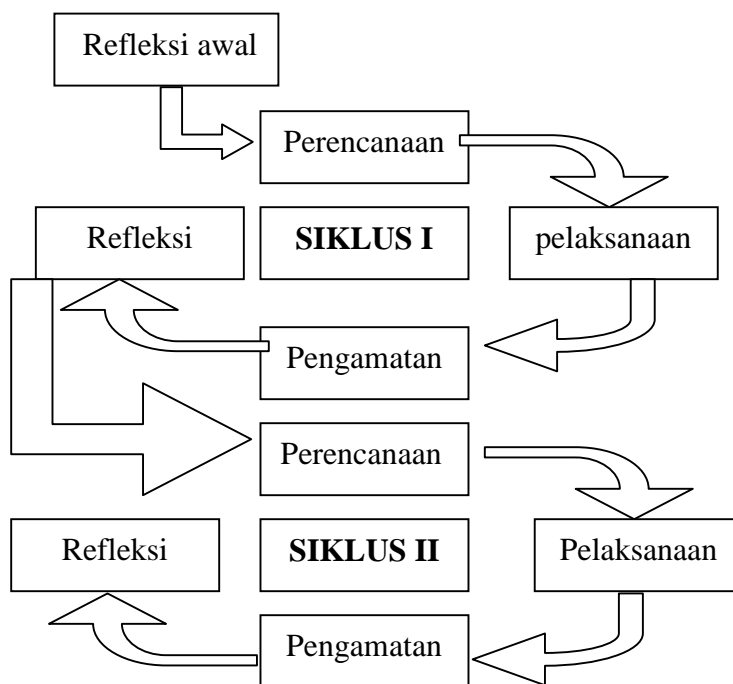 Refleksi awal
Perencanaan
Refleksi
SIKLUS I
pelaksanaan
Pengamatan
Perencanaan
Refleksi
SIKLUS II
Pelaksanaan
Pengamatan